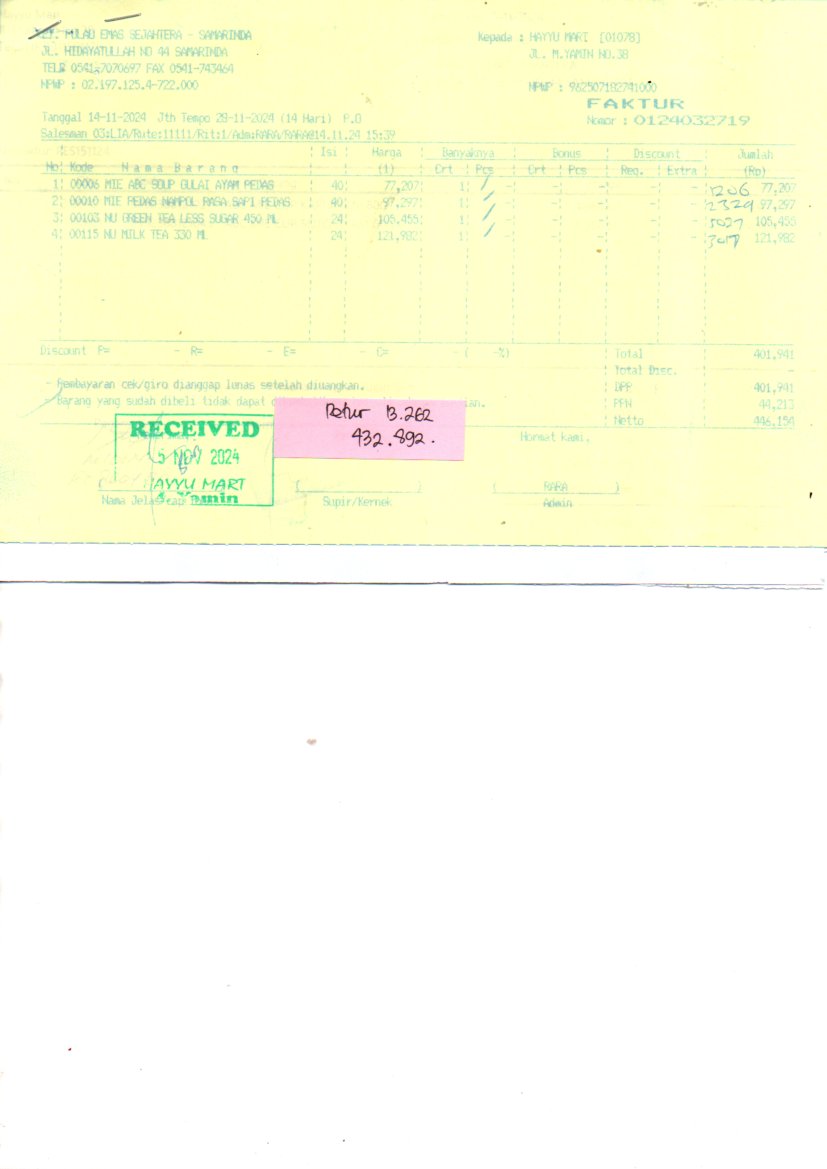 MULAD EMAS SEJAHTERA - SAMARINDA
JL. HIDAYATULLAH NO 44 SAMARINDA
TELP 0541-7070697 FAX 0541-743464
NPWP : 02.197.125.4-722.000
Kepada : HAYYU MART [01078]
JL. M.YAMIN NO.38
NPWP : 962507182741000
FAKTUR
Nomor : 0124032719
Tanggal 14-11-2024 Jth Tempo 28-11-2024 (14 Hari) P.O
Salesman 03:LIA/Rute:11111/Rit:1/Adm:RARA/RARA@14.11.24 15:39
No Kode Nama Barang Isi Harga (1) Banyaknya Crt Pcs Bonus Crt Pcs Discount Reg. Extra Jumlah (Rp)
1 00006 MIE ABC SOUP GULAI AYAM PEDAS 40 77,207 1 - - - - - 1206 77,207
2 00010 MIE PEDAS NAMPOL RASA SAPI PEDAS 40 97,297 1 - - - - - 2329 97,297
3 00103 NU GREEN TEA LESS SUGAR 450 ML 24 105,455 1 - - - - - 5027 105,455
4 00115 NU MILK TEA 330 ML 24 121,982 1 - - - - - 3017 121,982
Discount P= - R= - E= - C= - ( -%)
Total 401,941
Total Disc. -
DPP 401,941
PPN 44,213
Netto 446,154
- Pembayaran cek/giro dianggap lunas setelah diuangkan.
- Barang yang sudah dibeli tidak dapat
Retur 13.262
432.892.
RECEIVED
15 NOV 2024
HAYYU MART
Yamin
Hormat kami,
( ) ( ) ( RARA )
Nama Jelas Supir/Kernek Admin